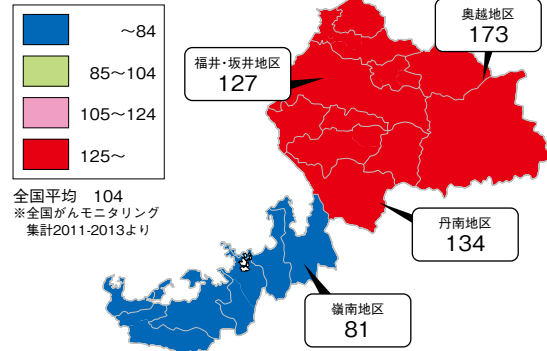 ～84
85～104
105～124
125～
全国平均　104
※全国がんモニタリング
集計2011-2013より
奥越地区
173
福井・坂井地区
127
丹南地区
134
嶺南地区
81